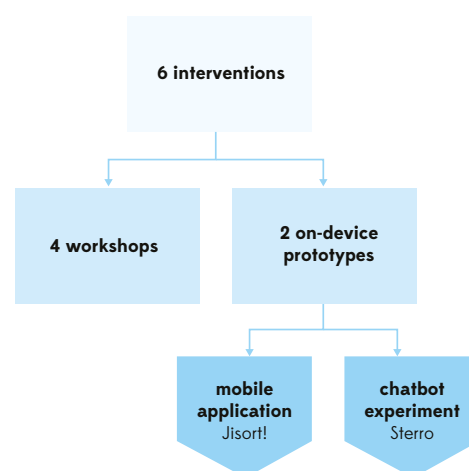 6 interventions
4 workshops
2 on-device
prototypes
mobile
application
Jisort!
chatbot
experiment
Sterro